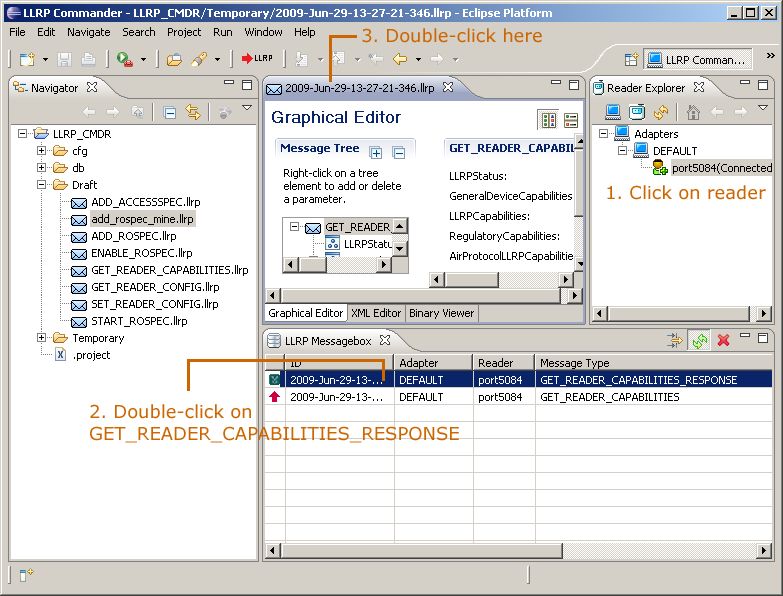 LLRP Commander - LLRP_CMDR/Temporary/2009-Jun-29-13-27-21-346.llrp - Eclipse Platform
File Edit Navigate Search Project Run Window Help
3. Double-click here
LLRP
LLRP Comman...
Navigator
LLRP_CMDR
cfg
db
Draft
ADD_ACCESSSPEC.llrp
add_rospec_mine.llrp
ADD_ROSPEC.llrp
ENABLE_ROSPEC.llrp
GET_READER_CAPABILITIES.llrp
GET_READER_CONFIG.llrp
SET_READER_CONFIG.llrp
START_ROSPEC.llrp
Temporary
.project
2009-Jun-29-13-27-21-346.llrp
Graphical Editor
Message Tree
Right-click on a tree
element to add or delete
a parameter.
GET_READER
LLRPStatu
GET_READER_CAPABIL
LLRPStatus:
GeneralDeviceCapabilities
LLRPCapabilities:
RegulatoryCapabilities:
AirProtocolLLRPCapabilitie
Graphical Editor XML Editor Binary Viewer
Reader Explorer
Adapters
DEFAULT
port5084(Connected
1. Click on reader
LLRP Messagebox
ID Adapter Reader Message Type
2009-Jun-29-13-... DEFAULT port5084 GET_READER_CAPABILITIES_RESPONSE
2009-Jun-29-13-... DEFAULT port5084 GET_READER_CAPABILITIES
2. Double-click on
GET_READER_CAPABILITIES_RESPONSE